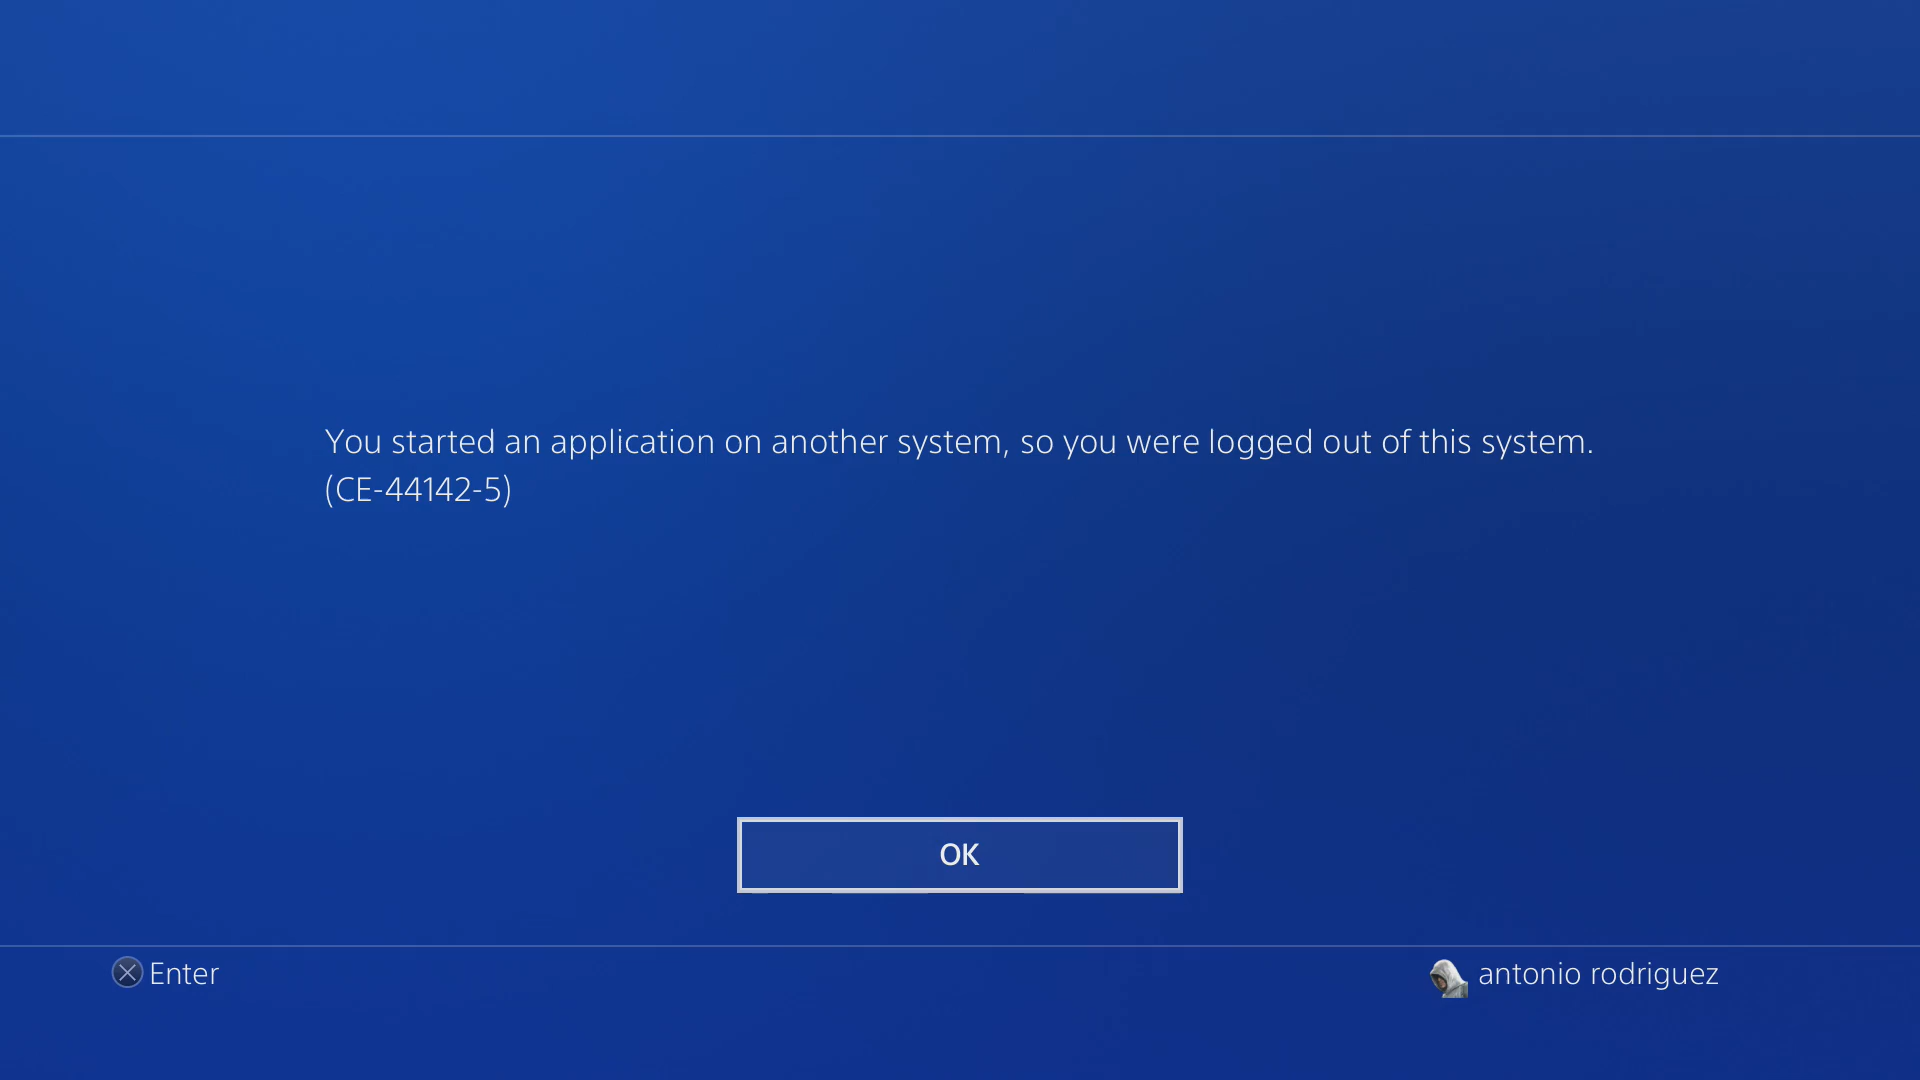 You started an application on another system, so you were logged out of this system.
(CE-44142-5)
OK
Enter
antonio rodriguez